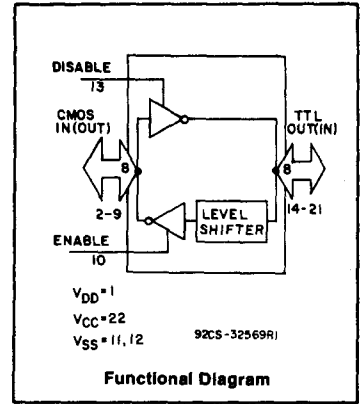 DISABLE
13
CMOS
IN(OUT)
TTL
OUT(IN)
8
8
2-9
LEVEL
SHIFTER
14-21
ENABLE
10
VDD=1
VCC=22
VSS=11, 12
92CS-32569R1
Functional Diagram